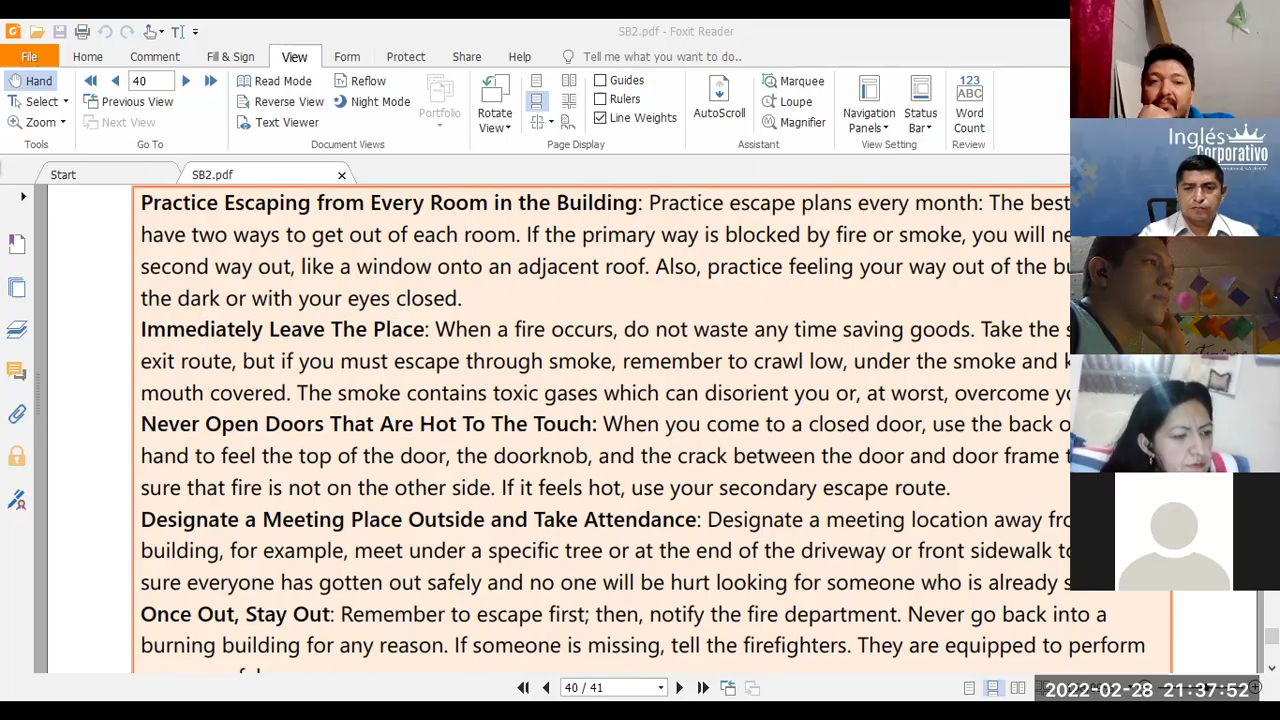 SB2.pdf - Foxit Reader
File Home Comment Fill & Sign View Form Protect Share Help Tell me what you want to do..
Hand 40 Read Mode Reflow Guides Marquee 123
Select Previous View Reverse View Night Mode Portfolio Rotate View Rulers AutoScroll Loupe Navigation Panels Status Bar ABC Word Count
Zoom Next View Text Viewer Line Weights Magnifier
Tools Go To Document Views Page Display Assistant View Setting Review
Start SB2.pdf
Inglés
Corporativo
Practice Escaping from Every Room in the Building: Practice escape plans every month: The best
have two ways to get out of each room. If the primary way is blocked by fire or smoke, you will
second way out, like a window onto an adjacent roof. Also, practice feeling your way out of the
the dark or with your eyes closed.
Immediately Leave The Place: When a fire occurs, do not waste any time saving goods. Take the
exit route, but if you must escape through smoke, remember to crawl low, under the smoke and
mouth covered. The smoke contains toxic gases which can disorient you or, at worst, overcome
Never Open Doors That Are Hot To The Touch: When you come to a closed door, use the back
hand to feel the top of the door, the doorknob, and the crack between the door and door frame
sure that fire is not on the other side. If it feels hot, use your secondary escape route.
Designate a Meeting Place Outside and Take Attendance: Designate a meeting location away
building, for example, meet under a specific tree or at the end of the driveway or front sidewalk
sure everyone has gotten out safely and no one will be hurt looking for someone who is already
Once Out, Stay Out: Remember to escape first; then, notify the fire department. Never go back into a
burning building for any reason. If someone is missing, tell the firefighters. They are equipped to perform
40 / 41
2022-02-28 21:37:52